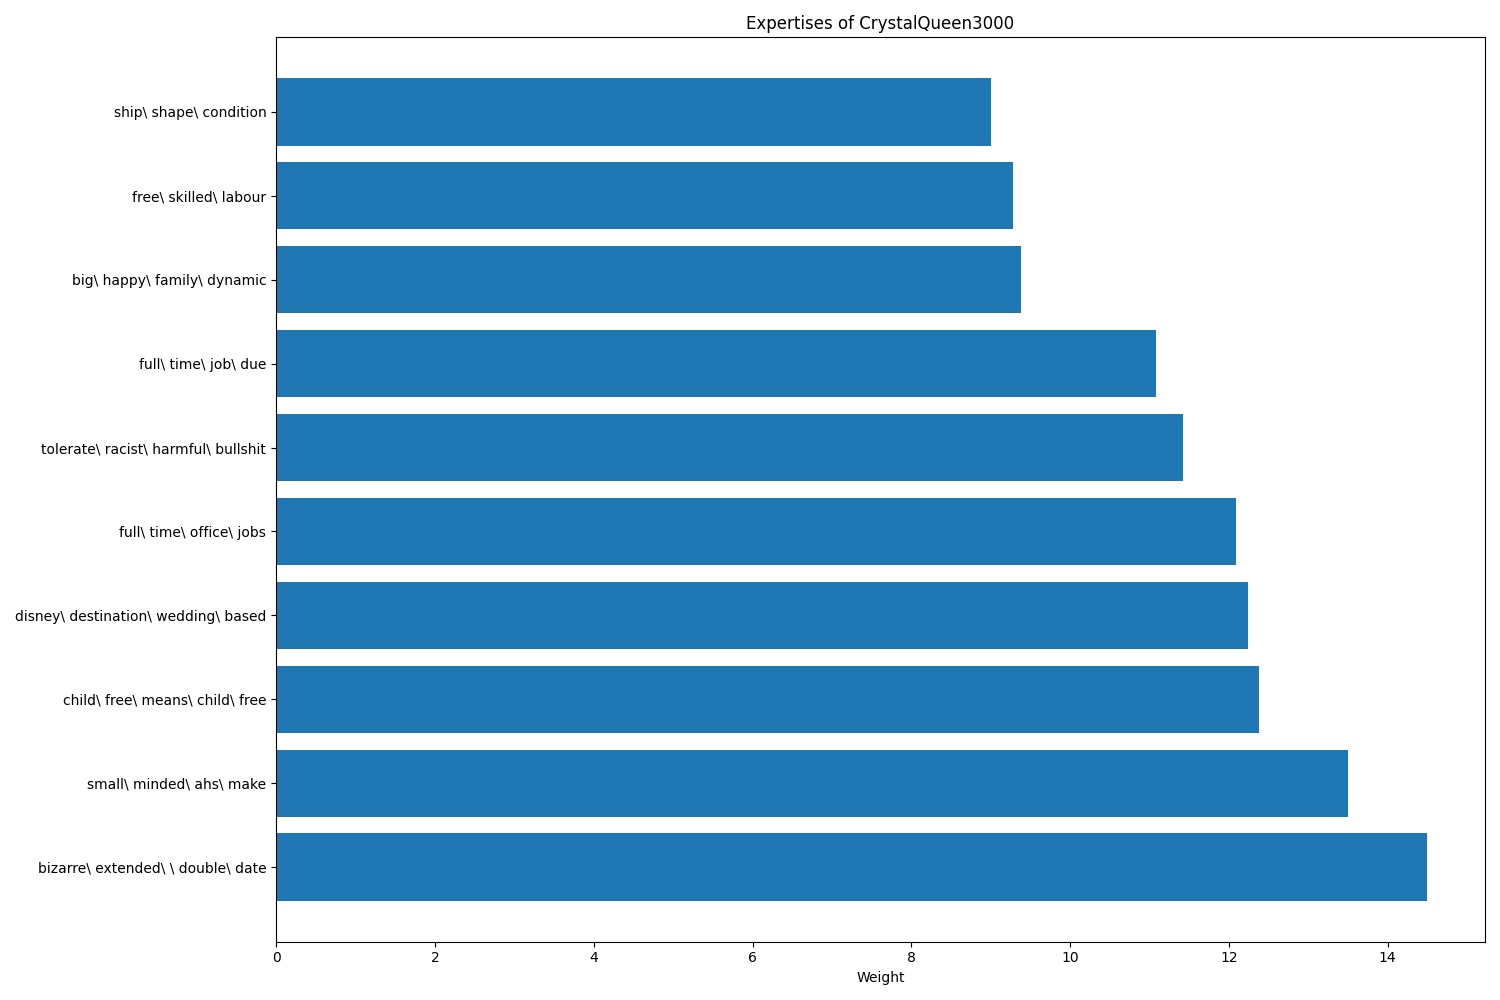 Expertises of CrystalQueen3000
ship\ shape\ condition
free\ skilled\ labour
big\ happy\ family\ dynamic
full\ time\ job\ due
tolerate\ racist\ harmful\ bullshit
full\ time\ office\ jobs
disney\ destination\ wedding\ based
child\ free\ means\ child\ free
small\ minded\ ahs\ make
bizarre\ extended\ \ double\ date
0 2 4 6 8 10 12 14
Weight